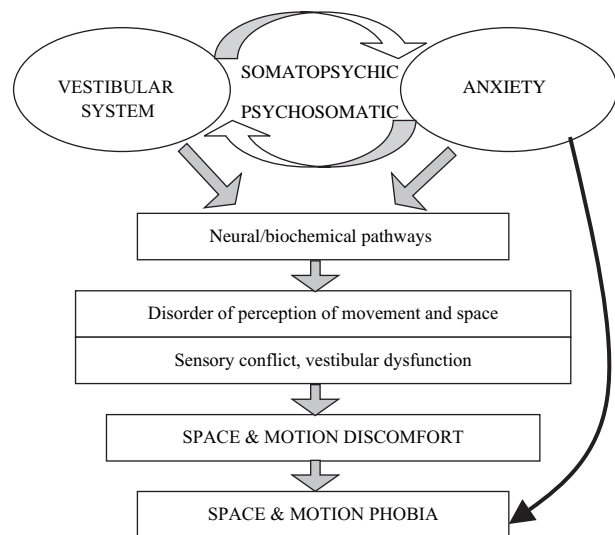 SOMATOPSYCHIC
VESTIBULAR
SYSTEM
ANXIETY
PSYCHOSOMATIC
Neural/biochemical pathways
Disorder of perception of movement and space
Sensory conflict, vestibular dysfunction
SPACE & MOTION DISCOMFORT
SPACE & MOTION PHOBIA